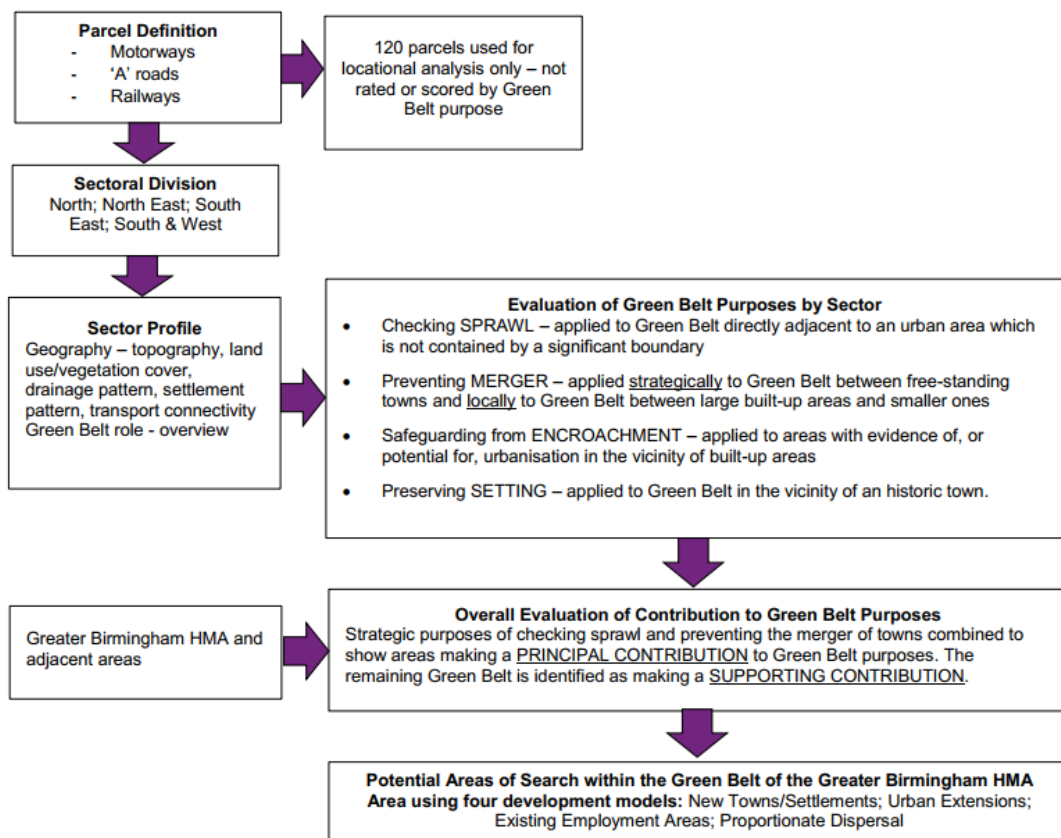 Parcel Definition
- Motorways
- ‘A’ roads
- Railways
120 parcels used for
locational analysis only – not
rated or scored by Green
Belt purpose
Sectoral Division
North; North East; South
East; South & West
Sector Profile
Geography – topography, land
use/vegetation cover,
drainage pattern, settlement
pattern, transport connectivity
Green Belt role - overview
Evaluation of Green Belt Purposes by Sector
• Checking SPRAWL – applied to Green Belt directly adjacent to an urban area which
is not contained by a significant boundary
• Preventing MERGER – applied strategically to Green Belt between free-standing
towns and locally to Green Belt between large built-up areas and smaller ones
• Safeguarding from ENCROACHMENT – applied to areas with evidence of, or
potential for, urbanisation in the vicinity of built-up areas
• Preserving SETTING – applied to Green Belt in the vicinity of an historic town.
Greater Birmingham HMA and
adjacent areas
Overall Evaluation of Contribution to Green Belt Purposes
Strategic purposes of checking sprawl and preventing the merger of towns combined to
show areas making a PRINCIPAL CONTRIBUTION to Green Belt purposes. The
remaining Green Belt is identified as making a SUPPORTING CONTRIBUTION.
Potential Areas of Search within the Green Belt of the Greater Birmingham HMA
Area using four development models: New Towns/Settlements; Urban Extensions;
Existing Employment Areas; Proportionate Dispersal